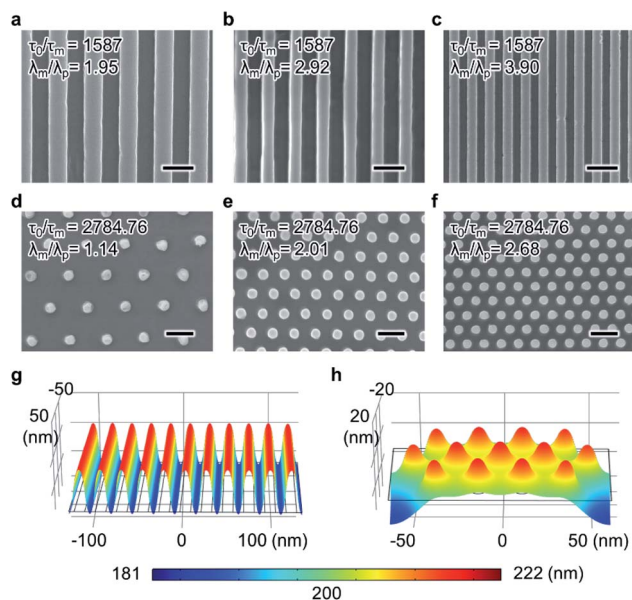 a
τ₀/τₘ = 1587
λₘ/λₚ = 1.95
b
τ₀/τₘ = 1587
λₘ/λₚ = 2.92
c
τ₀/τₘ = 1587
λₘ/λₚ = 3.90
d
τ₀/τₘ = 2784.76
λₘ/λₚ = 1.14
e
τ₀/τₘ = 2784.76
λₘ/λₚ = 2.01
f
τ₀/τₘ = 2784.76
λₘ/λₚ = 2.68
g
-50
50
(nm)
-100 0 100 (nm)
h
-20
20
(nm)
-50 0 50 (nm)
181 222 (nm)
200